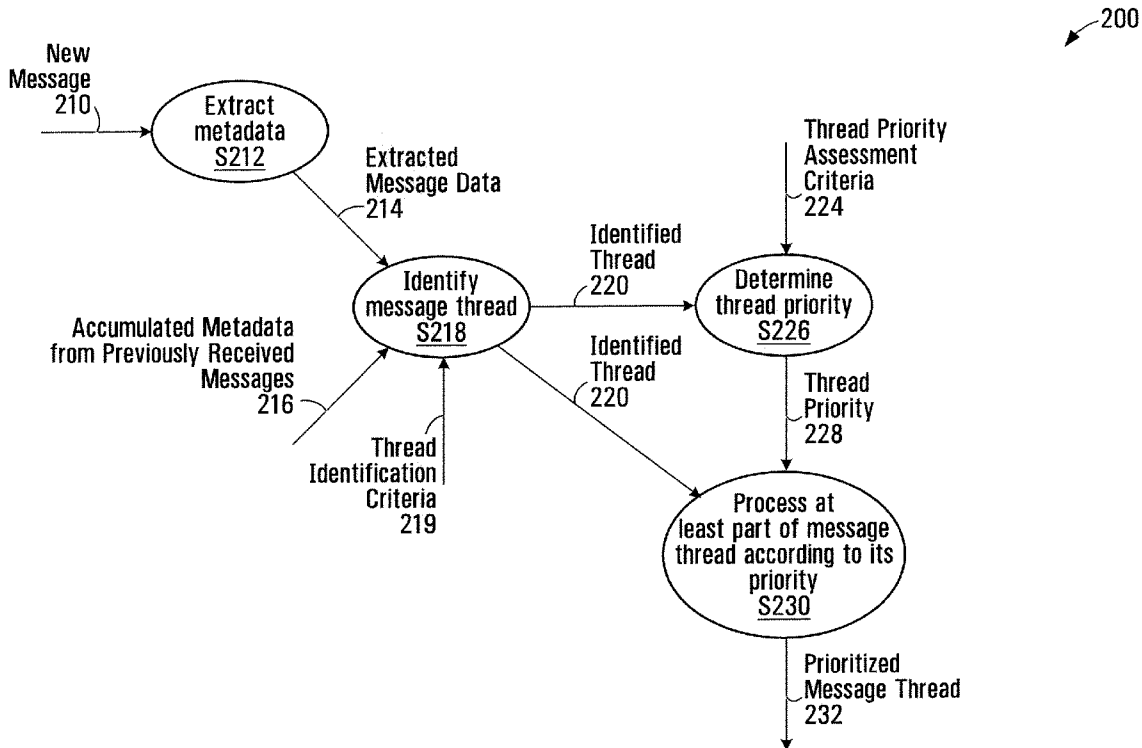 200
New
Message
210
Extract
metadata
S212
Extracted
Message Data
214
Thread Priority
Assessment
Criteria
224
Identify
message thread
S218
Identified
Thread
220
Determine
thread priority
S226
Accumulated Metadata
from Previously Received
Messages
216
Identified
Thread
220
Thread
Priority
228
Thread
Identification
Criteria
219
Process at
least part of message
thread according to its
priority
S230
Prioritized
Message Thread
232